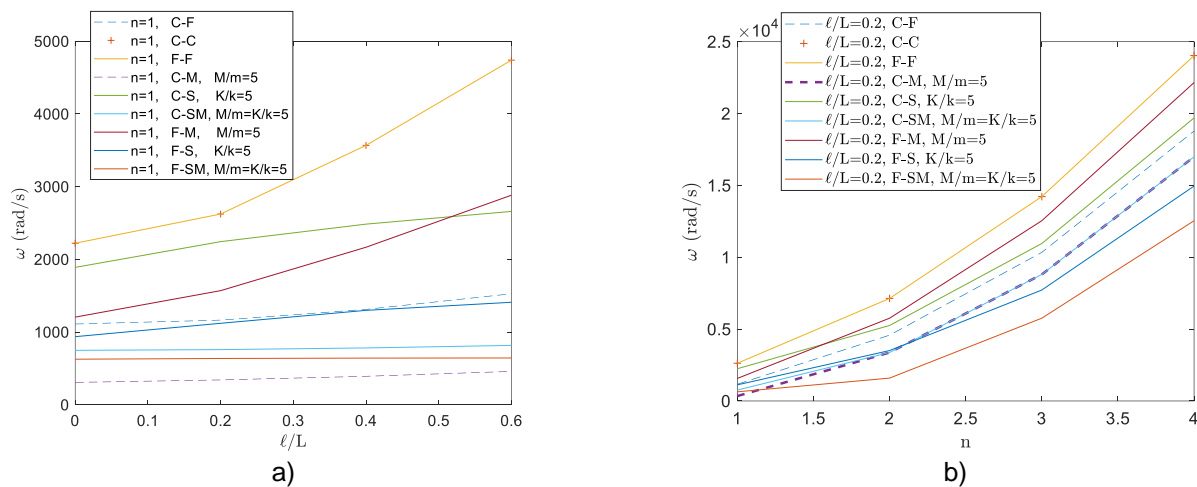 n=1, C-F
n=1, C-C
n=1, F-F
n=1, C-M, M/m=5
n=1, C-S, K/k=5
n=1, C-SM, M/m=K/k=5
n=1, F-M, M/m=5
n=1, F-S, K/k=5
n=1, F-SM, M/m=K/k=5
5000
4000
3000
2000
1000
0
ω (rad/s)
0
0.1
0.2
0.3
0.4
0.5
0.6
ℓ/L
a)
×10⁴
ℓ/L=0.2, C-F
ℓ/L=0.2, C-C
ℓ/L=0.2, F-F
ℓ/L=0.2, C-M, M/m=5
ℓ/L=0.2, C-S, K/k=5
ℓ/L=0.2, C-SM, M/m=K/k=5
ℓ/L=0.2, F-M, M/m=5
ℓ/L=0.2, F-S, K/k=5
ℓ/L=0.2, F-SM, M/m=K/k=5
2.5
2
1.5
1
0.5
0
ω (rad/s)
1
1.5
2
2.5
3
3.5
4
n
b)